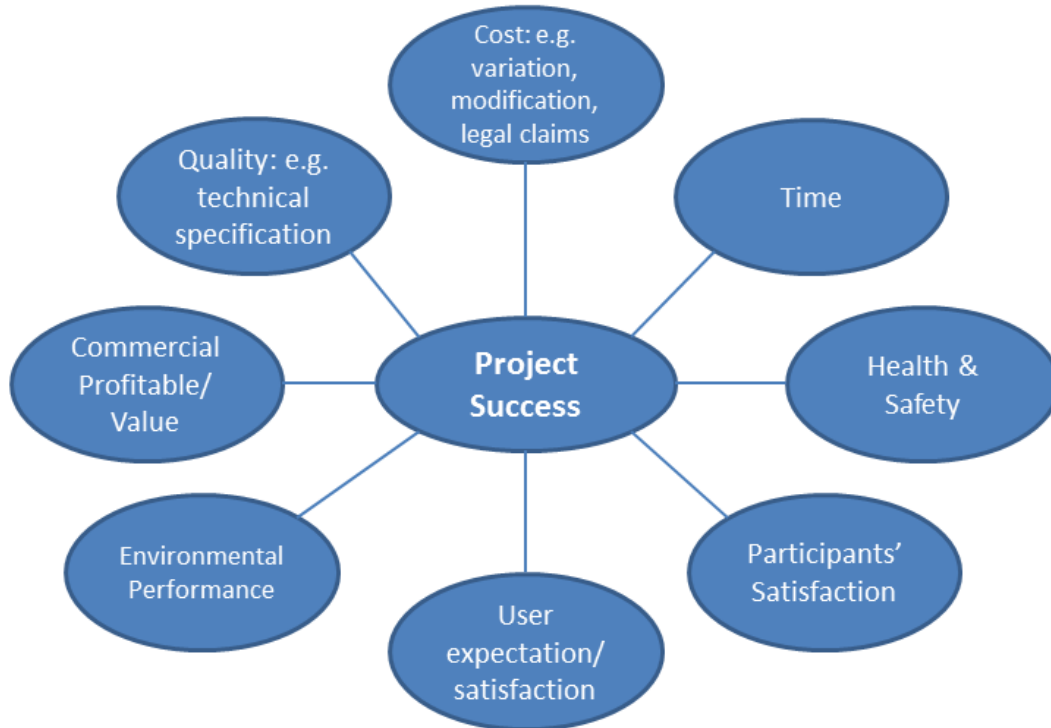 Cost: e.g.
variation,
modification,
legal claims
Quality: e.g.
technical
specification
Time
Commercial
Profitable/
Value
Project
Success
Health &
Safety
Environmental
Performance
Participants’
Satisfaction
User
expectation/
satisfaction